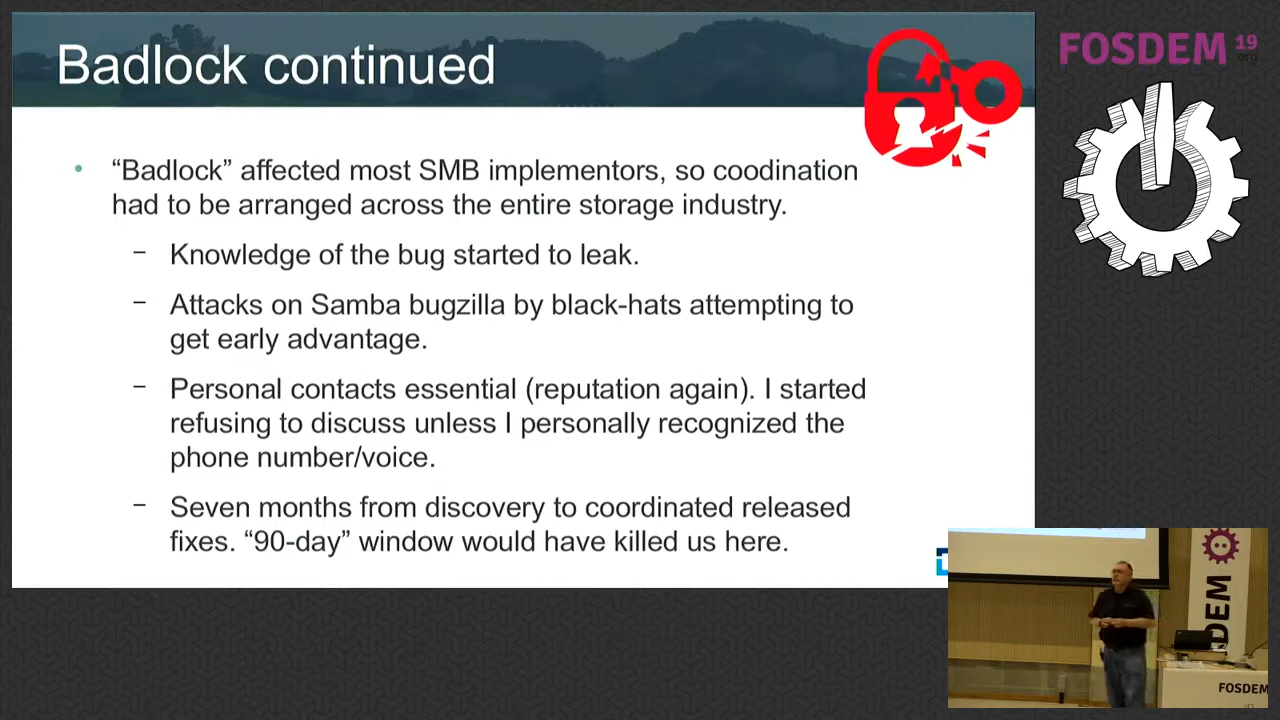 Badlock continued
• “Badlock” affected most SMB implementors, so coodination
had to be arranged across the entire storage industry.
– Knowledge of the bug started to leak.
– Attacks on Samba bugzilla by black-hats attempting to
get early advantage.
– Personal contacts essential (reputation again). I started
refusing to discuss unless I personally recognized the
phone number/voice.
– Seven months from discovery to coordinated released
fixes. “90-day” window would have killed us here.
FOSDEM 19
.org
DEM
FOSDEM